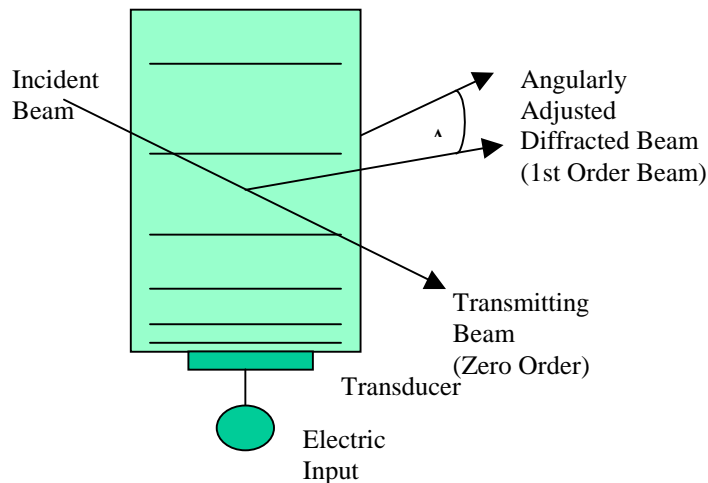 Incident
Beam
Angularly
Adjusted
Diffracted Beam
(1st Order Beam)
Transmitting
Beam
(Zero Order)
Transducer
Electric
Input